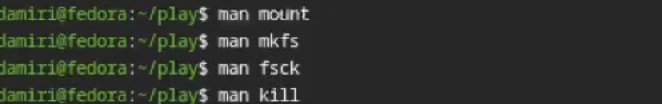 damiri@fedora:~/play$ man mount
damiri@fedora:~/play$ man mkfs
damiri@fedora:~/play$ man fsck
damiri@fedora:~/play$ man kill